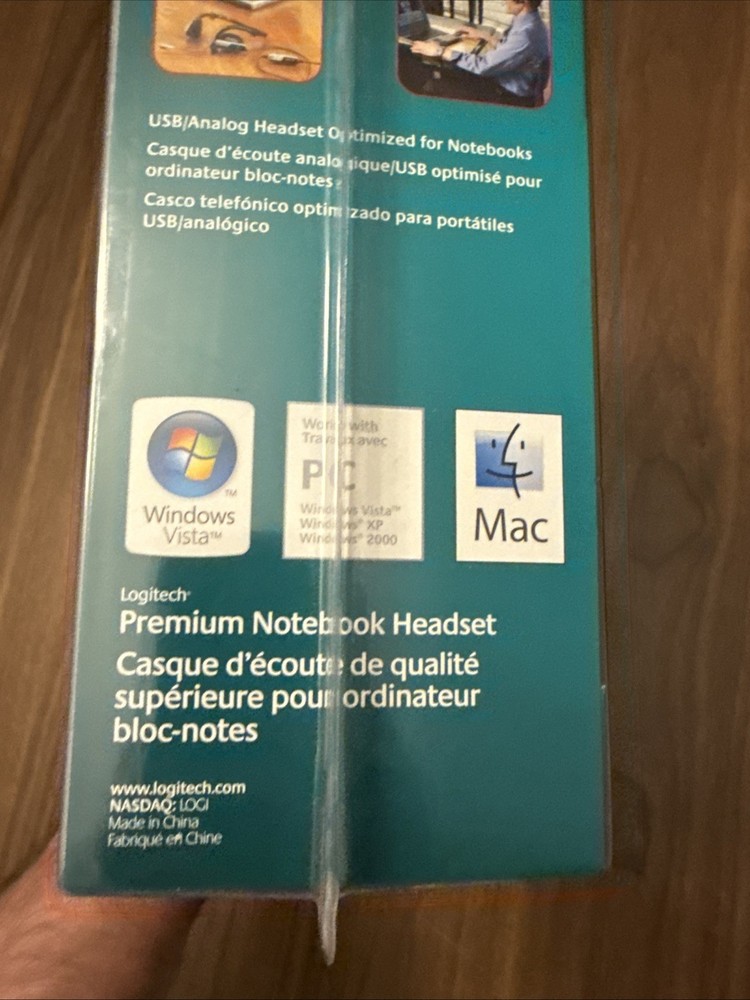 USB/Analog Headset Optimized for Notebooks
Casque d'écoute analogique/USB optimisé pour
ordinateur bloc-notes
Casco telefónico optimizado para portátiles
USB/analógico
Windows
Vista™
Works with
Travaux avec
PC
Windows Vista™
Windows® XP
Windows® 2000
Mac
Logitech®
Premium Notebook Headset
Casque d'écoute de qualité
supérieure pour ordinateur
bloc-notes
www.logitech.com
NASDAQ: LOGI
Made in China
Fabriqué en Chine